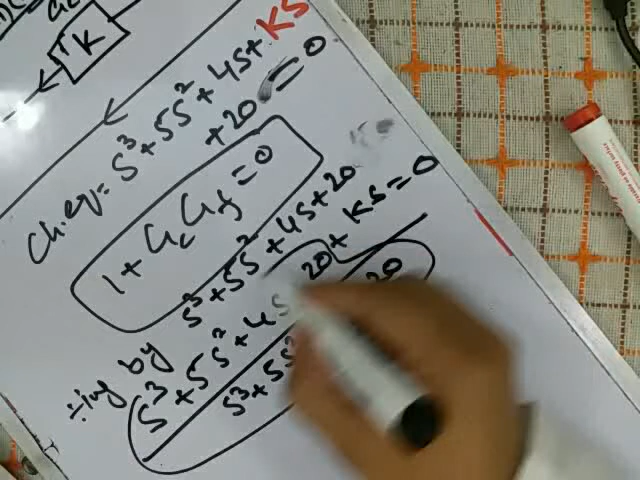 K
Ch.eq= S³+5S²+4S+KS
+20=0
1+GcGf=0
÷ing by S³+5S²+4S+20
S³+5S²+4S 20+KS=0
S³+5S² 20